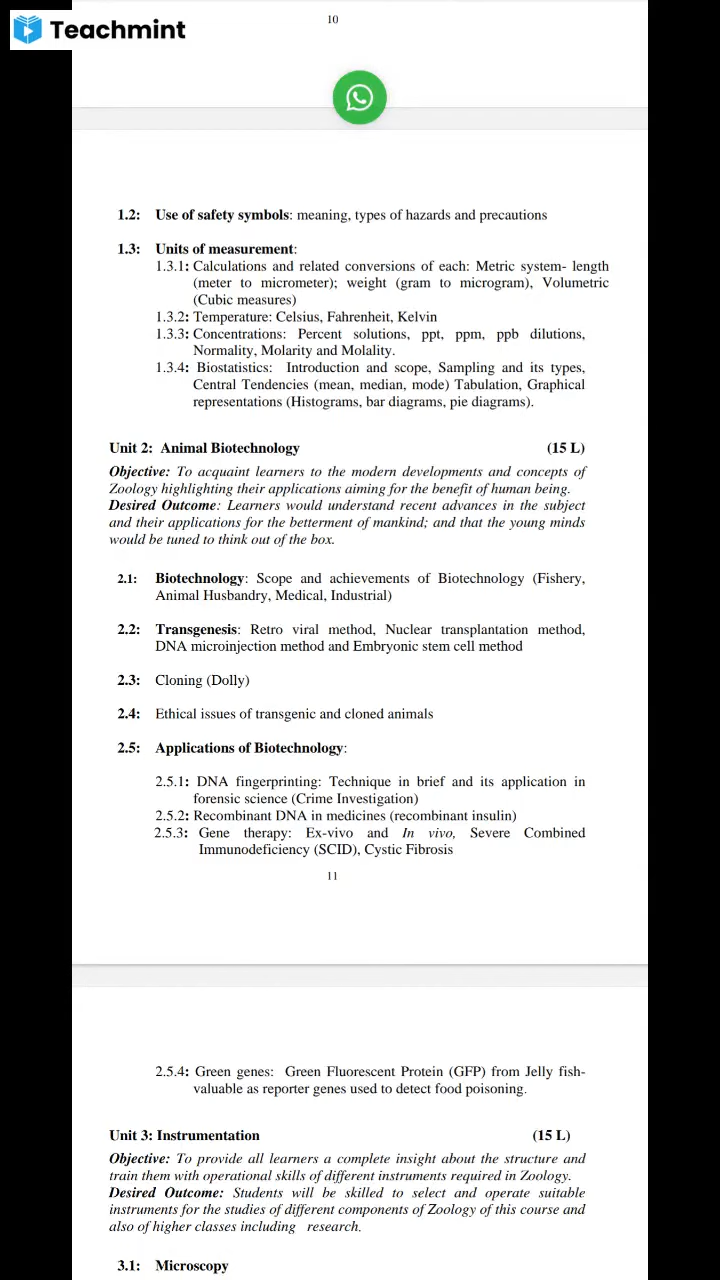 Teachmint
10
1.2: Use of safety symbols: meaning, types of hazards and precautions
1.3: Units of measurement:
1.3.1: Calculations and related conversions of each: Metric system- length
(meter to micrometer); weight (gram to microgram), Volumetric
(Cubic measures)
1.3.2: Temperature: Celsius, Fahrenheit, Kelvin
1.3.3: Concentrations: Percent solutions, ppt, ppm, ppb dilutions,
Normality, Molarity and Molality.
1.3.4: Biostatistics: Introduction and scope, Sampling and its types,
Central Tendencies (mean, median, mode) Tabulation, Graphical
representations (Histograms, bar diagrams, pie diagrams).
Unit 2: Animal Biotechnology (15 L)
Objective: To acquaint learners to the modern developments and concepts of
Zoology highlighting their applications aiming for the benefit of human being.
Desired Outcome: Learners would understand recent advances in the subject
and their applications for the betterment of mankind; and that the young minds
would be tuned to think out of the box.
2.1: Biotechnology: Scope and achievements of Biotechnology (Fishery,
Animal Husbandry, Medical, Industrial)
2.2: Transgenesis: Retro viral method, Nuclear transplantation method,
DNA microinjection method and Embryonic stem cell method
2.3: Cloning (Dolly)
2.4: Ethical issues of transgenic and cloned animals
2.5: Applications of Biotechnology:
2.5.1: DNA fingerprinting: Technique in brief and its application in
forensic science (Crime Investigation)
2.5.2: Recombinant DNA in medicines (recombinant insulin)
2.5.3: Gene therapy: Ex-vivo and In vivo, Severe Combined
Immunodeficiency (SCID), Cystic Fibrosis
11
2.5.4: Green genes: Green Fluorescent Protein (GFP) from Jelly fish-
valuable as reporter genes used to detect food poisoning.
Unit 3: Instrumentation (15 L)
Objective: To provide all learners a complete insight about the structure and
train them with operational skills of different instruments required in Zoology.
Desired Outcome: Students will be skilled to select and operate suitable
instruments for the studies of different components of Zoology of this course and
also of higher classes including research.
3.1: Microscopy